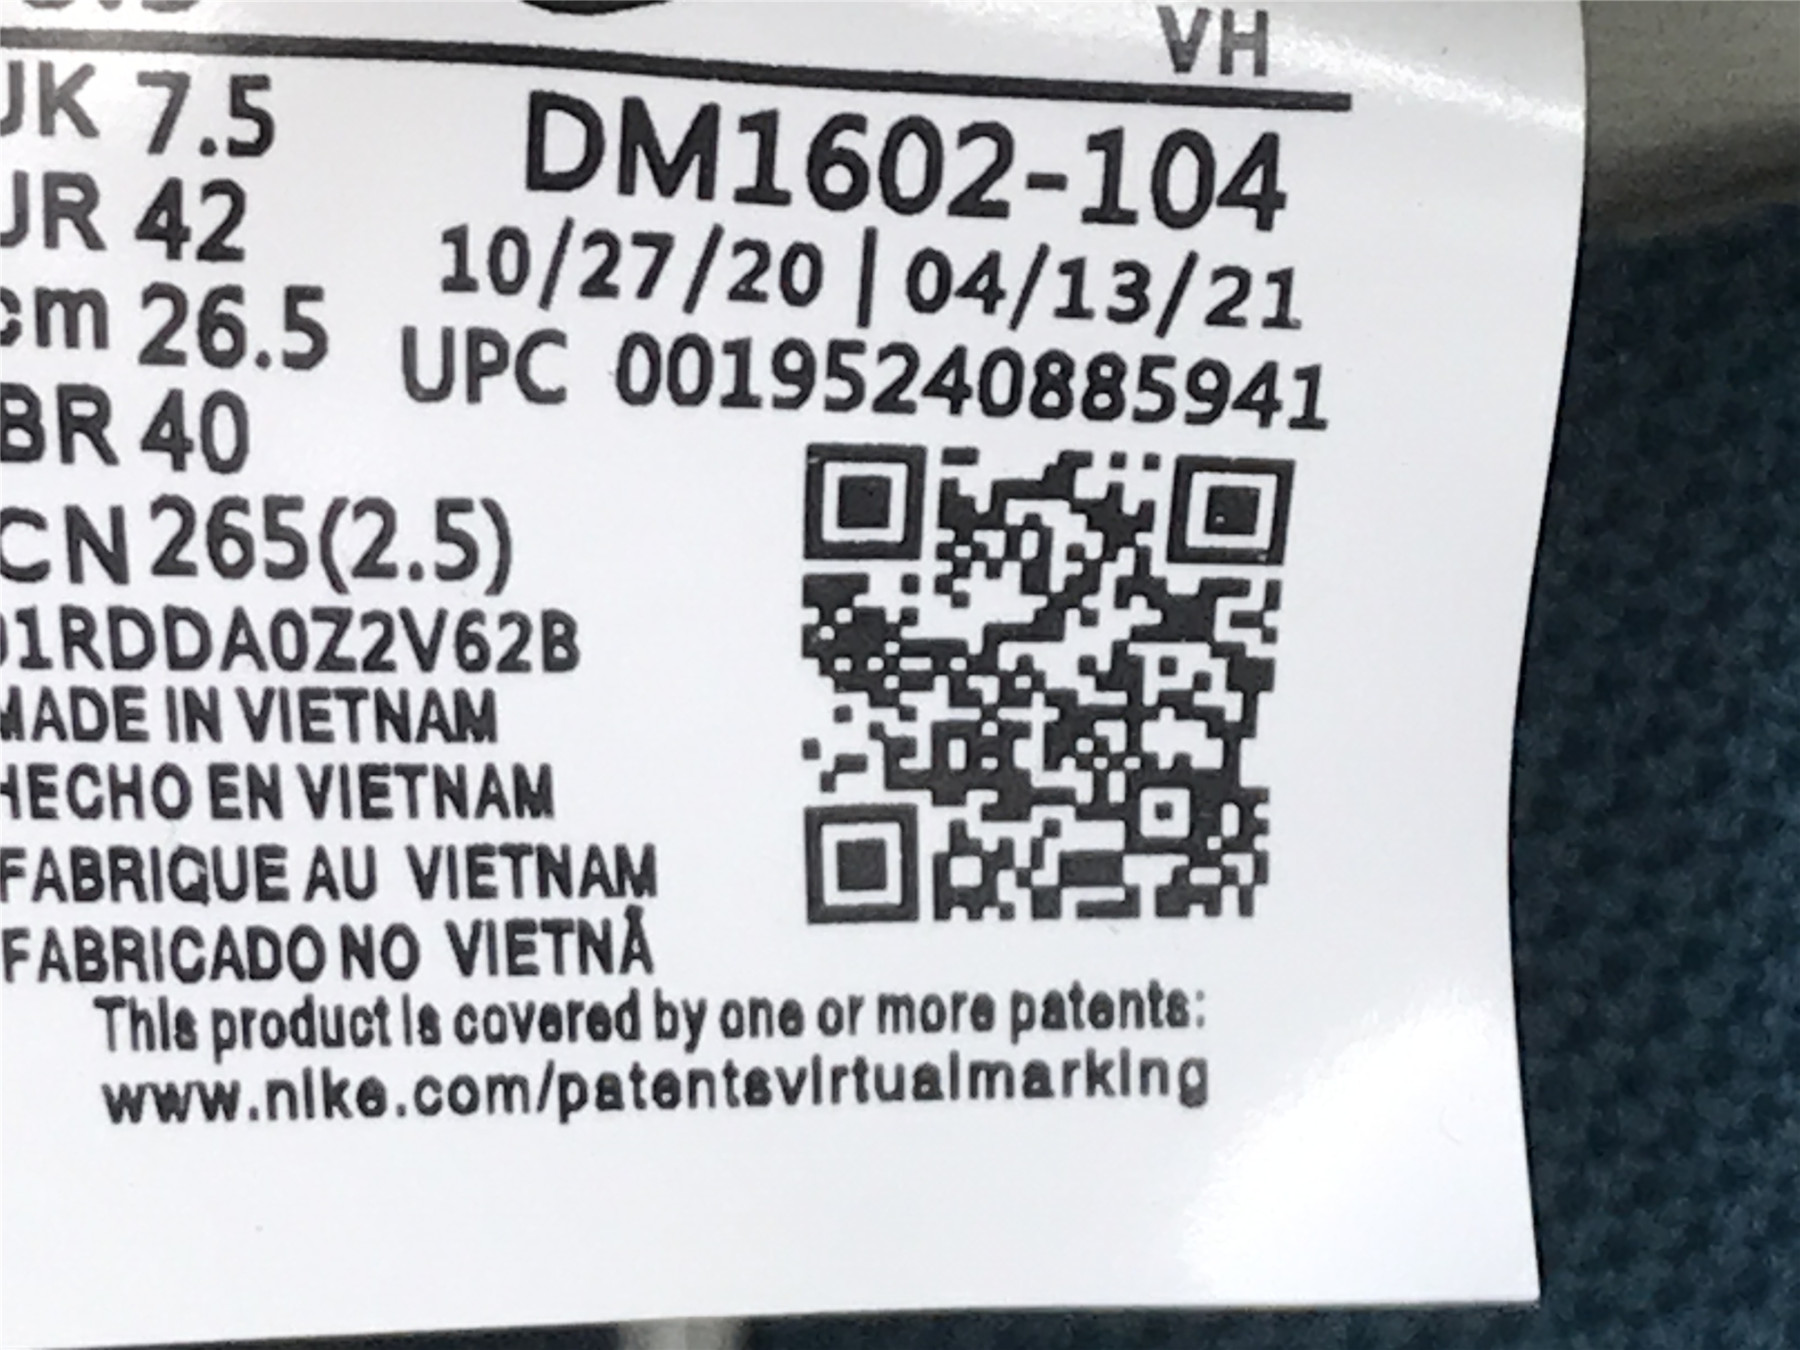 VH
UK 7.5
DM1602-104
UR 42
10/27/20 | 04/13/21
cm 26.5
UPC 00195240885941
BR 40
CN 265(2.5)
1RDDA0Z2V62B
MADE IN VIETNAM
HECHO EN VIETNAM
FABRIQUE AU VIETNAM
FABRICADO NO VIETNÃ
This product is covered by one or more patents:
www.nike.com/patentsvirtualmarking